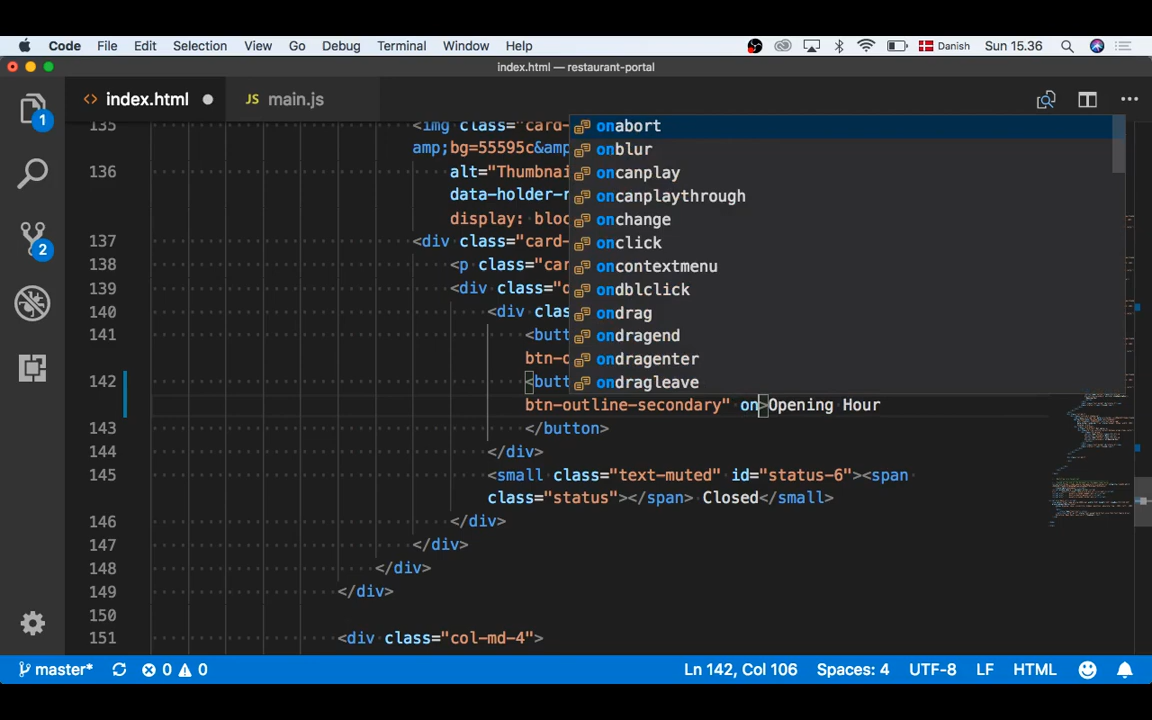 Code File Edit Selection View Go Debug Terminal Window Help Danish Sun 15.36
index.html — restaurant-portal
index.html JS main.js
1
2
135 <img class="card-
amp;bg=55595c&amp
136 alt="Thumbnai
data-holder-r
display: bloc
137 <div class="card-
138 <p class="car
139 <div class="d
140 <div clas
141 <butt
btn-o
142 <butt
btn-outline-secondary" on>Opening Hour
143 </button>
144 </div>
145 <small class="text-muted" id="status-6"><span
class="status"></span> Closed</small>
146 </div>
147 </div>
148 </div>
149 </div>
150
151 <div class="col-md-4">
onabort
onblur
oncanplay
oncanplaythrough
onchange
onclick
oncontextmenu
ondblclick
ondrag
ondragend
ondragenter
ondragleave
master* 0 0 Ln 142, Col 106 Spaces: 4 UTF-8 LF HTML